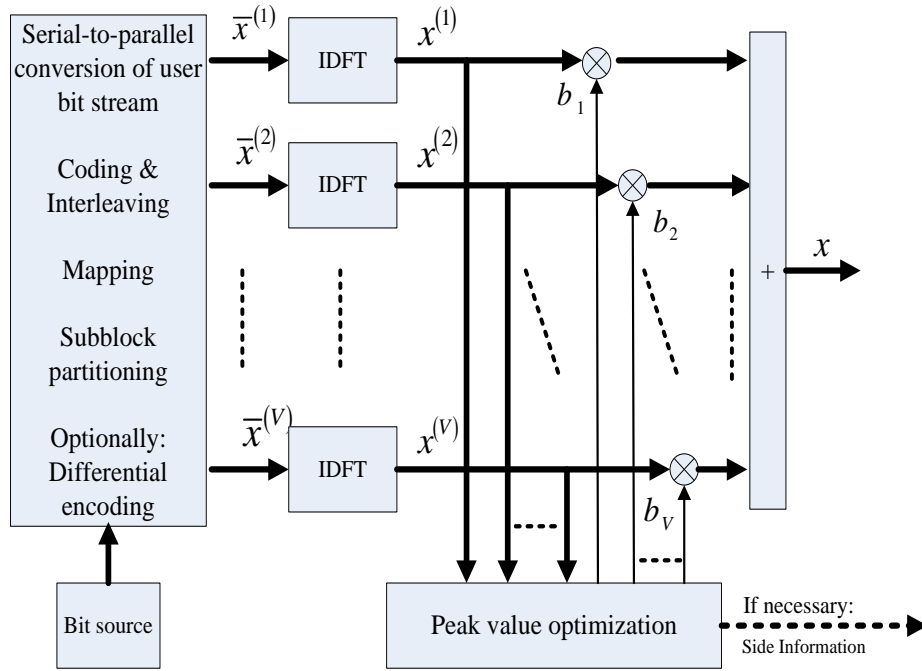 Serial-to-parallel
conversion of user
bit stream
Coding &
Interleaving
Mapping
Subblock
partitioning
Optionally:
Differential
encoding
Bit source
x̅⁽¹⁾
IDFT
x⁽¹⁾
b₁
x̅⁽²⁾
IDFT
x⁽²⁾
b₂
x̅⁽ⱽ⁾
IDFT
x⁽ⱽ⁾
b_V
+
x
Peak value optimization
If necessary:
Side Information